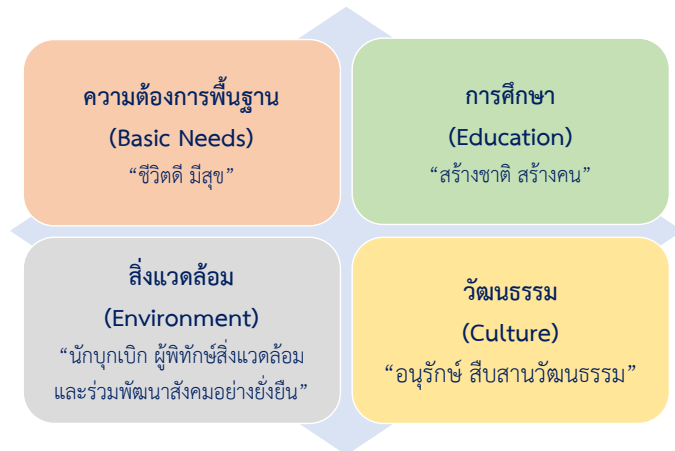 ความต้องการพื้นฐาน
(Basic Needs)
“ชีวิตดี มีสุข”
การศึกษา
(Education)
“สร้างชาติ สร้างคน”
สิ่งแวดล้อม
(Environment)
“นักบุกเบิก ผู้พิทักษ์สิ่งแวดล้อม
และร่วมพัฒนาสังคมอย่างยั่งยืน”
วัฒนธรรม
(Culture)
“อนุรักษ์ สืบสานวัฒนธรรม”